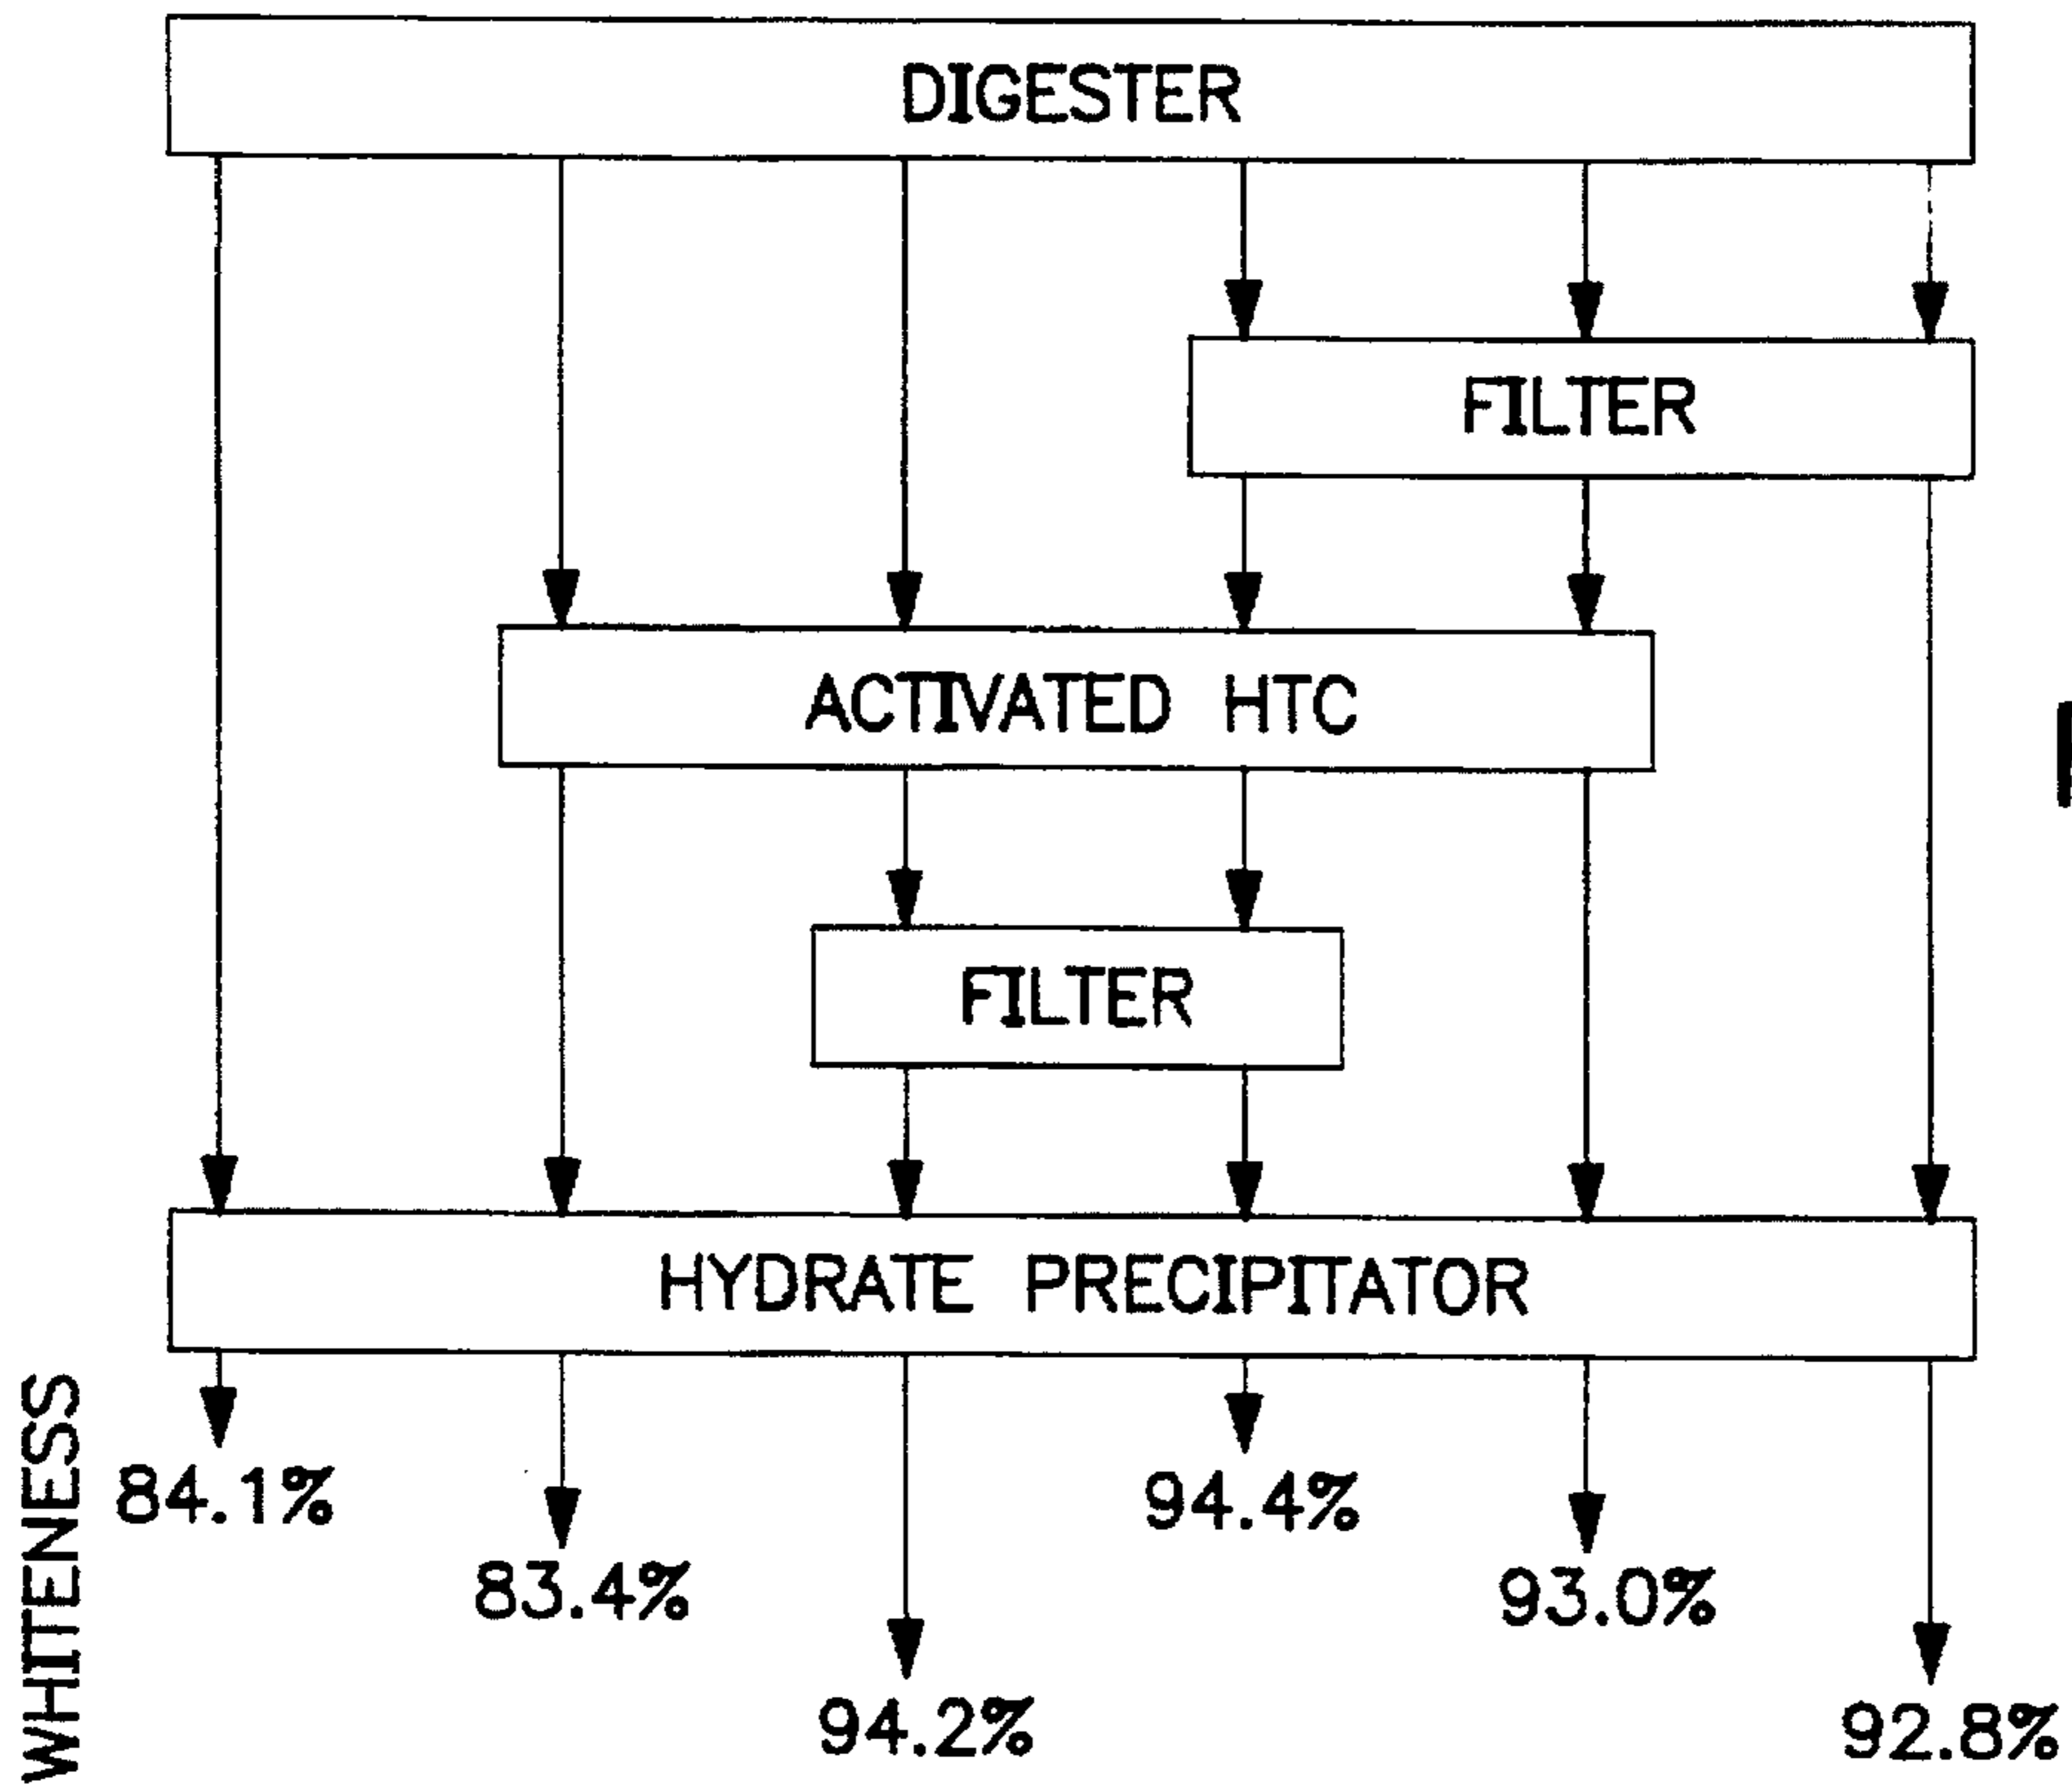 DIGESTER
FILTER
ACTIVATED HTC
FILTER
HYDRATE PRECIPITATOR
WHITENESS
84.1%
83.4%
94.2%
94.4%
93.0%
92.8%